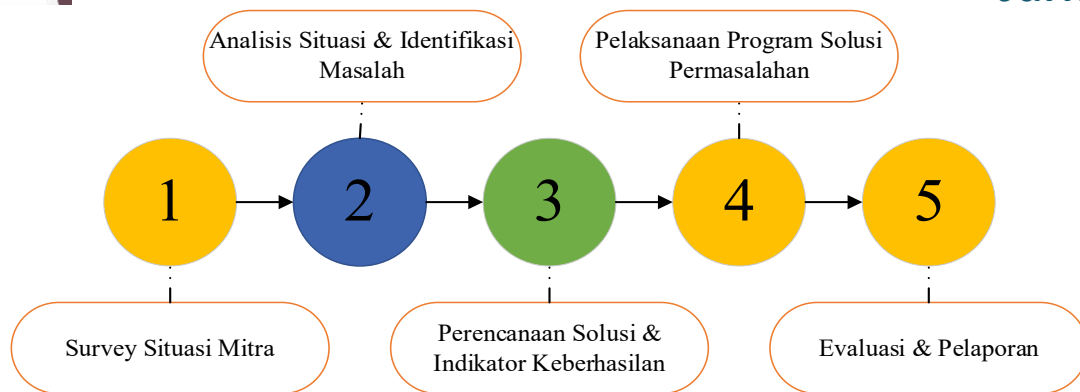 Analisis Situasi & Identifikasi
Masalah
Pelaksanaan Program Solusi
Permasalahan
1
2
3
4
5
Survey Situasi Mitra
Perencanaan Solusi &
Indikator Keberhasilan
Evaluasi & Pelaporan